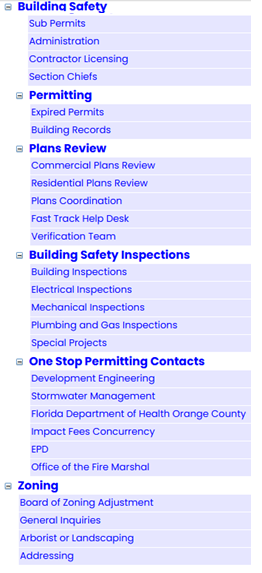 Building Safety
Sub Permits
Administration
Contractor Licensing
Section Chiefs
Permitting
Expired Permits
Building Records
Plans Review
Commercial Plans Review
Residential Plans Review
Plans Coordination
Fast Track Help Desk
Verification Team
Building Safety Inspections
Building Inspections
Electrical Inspections
Mechanical Inspections
Plumbing and Gas Inspections
Special Projects
One Stop Permitting Contacts
Development Engineering
Stormwater Management
Florida Department of Health Orange County
Impact Fees Concurrency
EPD
Office of the Fire Marshal
Zoning
Board of Zoning Adjustment
General Inquiries
Arborist or Landscaping
Addressing